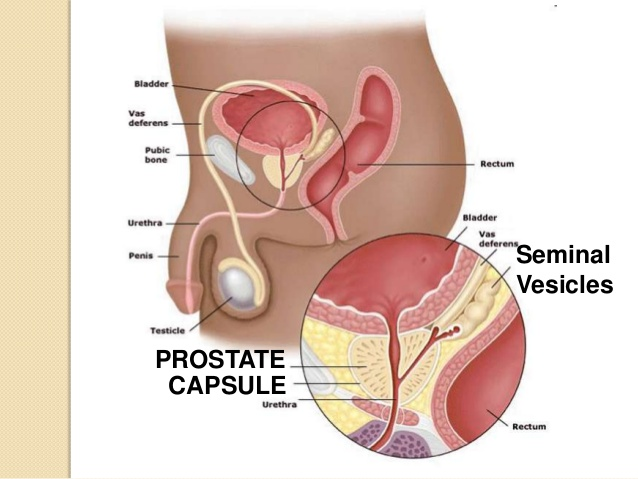 Bladder
Vas
deferens
Pubic
bone
Rectum
Urethra
Penis
Bladder
Vas
deferens
Seminal
Vesicles
Testicle
PROSTATE
CAPSULE
Urethra
Rectum